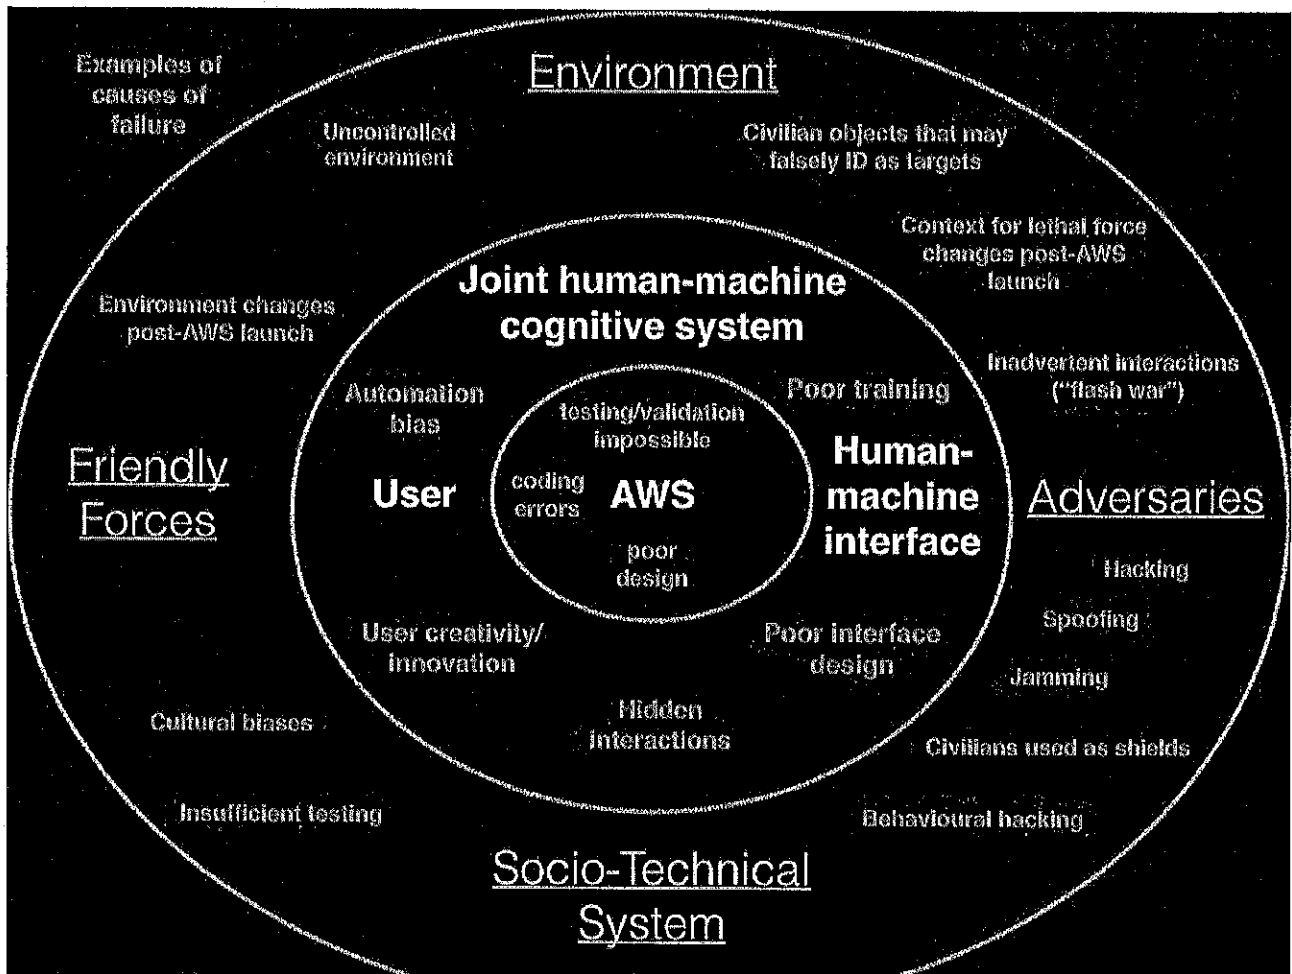 Examples of
causes of
failure
Environment
Uncontrolled
environment
Civilian objects that may
falsely ID as targets
Context for lethal force
changes post-AWS
launch
Joint human-machine
cognitive system
Environment changes
post-AWS launch
Inadvertent interactions
("flash war")
Automation
bias
testing/validation
impossible
Poor training
Friendly
Forces
User
coding
errors
AWS
Human-
machine
interface
Adversaries
poor
design
Hacking
Spoofing
User creativity/
innovation
Poor interface
design
Jamming
Cultural biases
Hidden
interactions
Civilians used as shields
Insufficient testing
Behavioural hacking
Socio-Technical
System